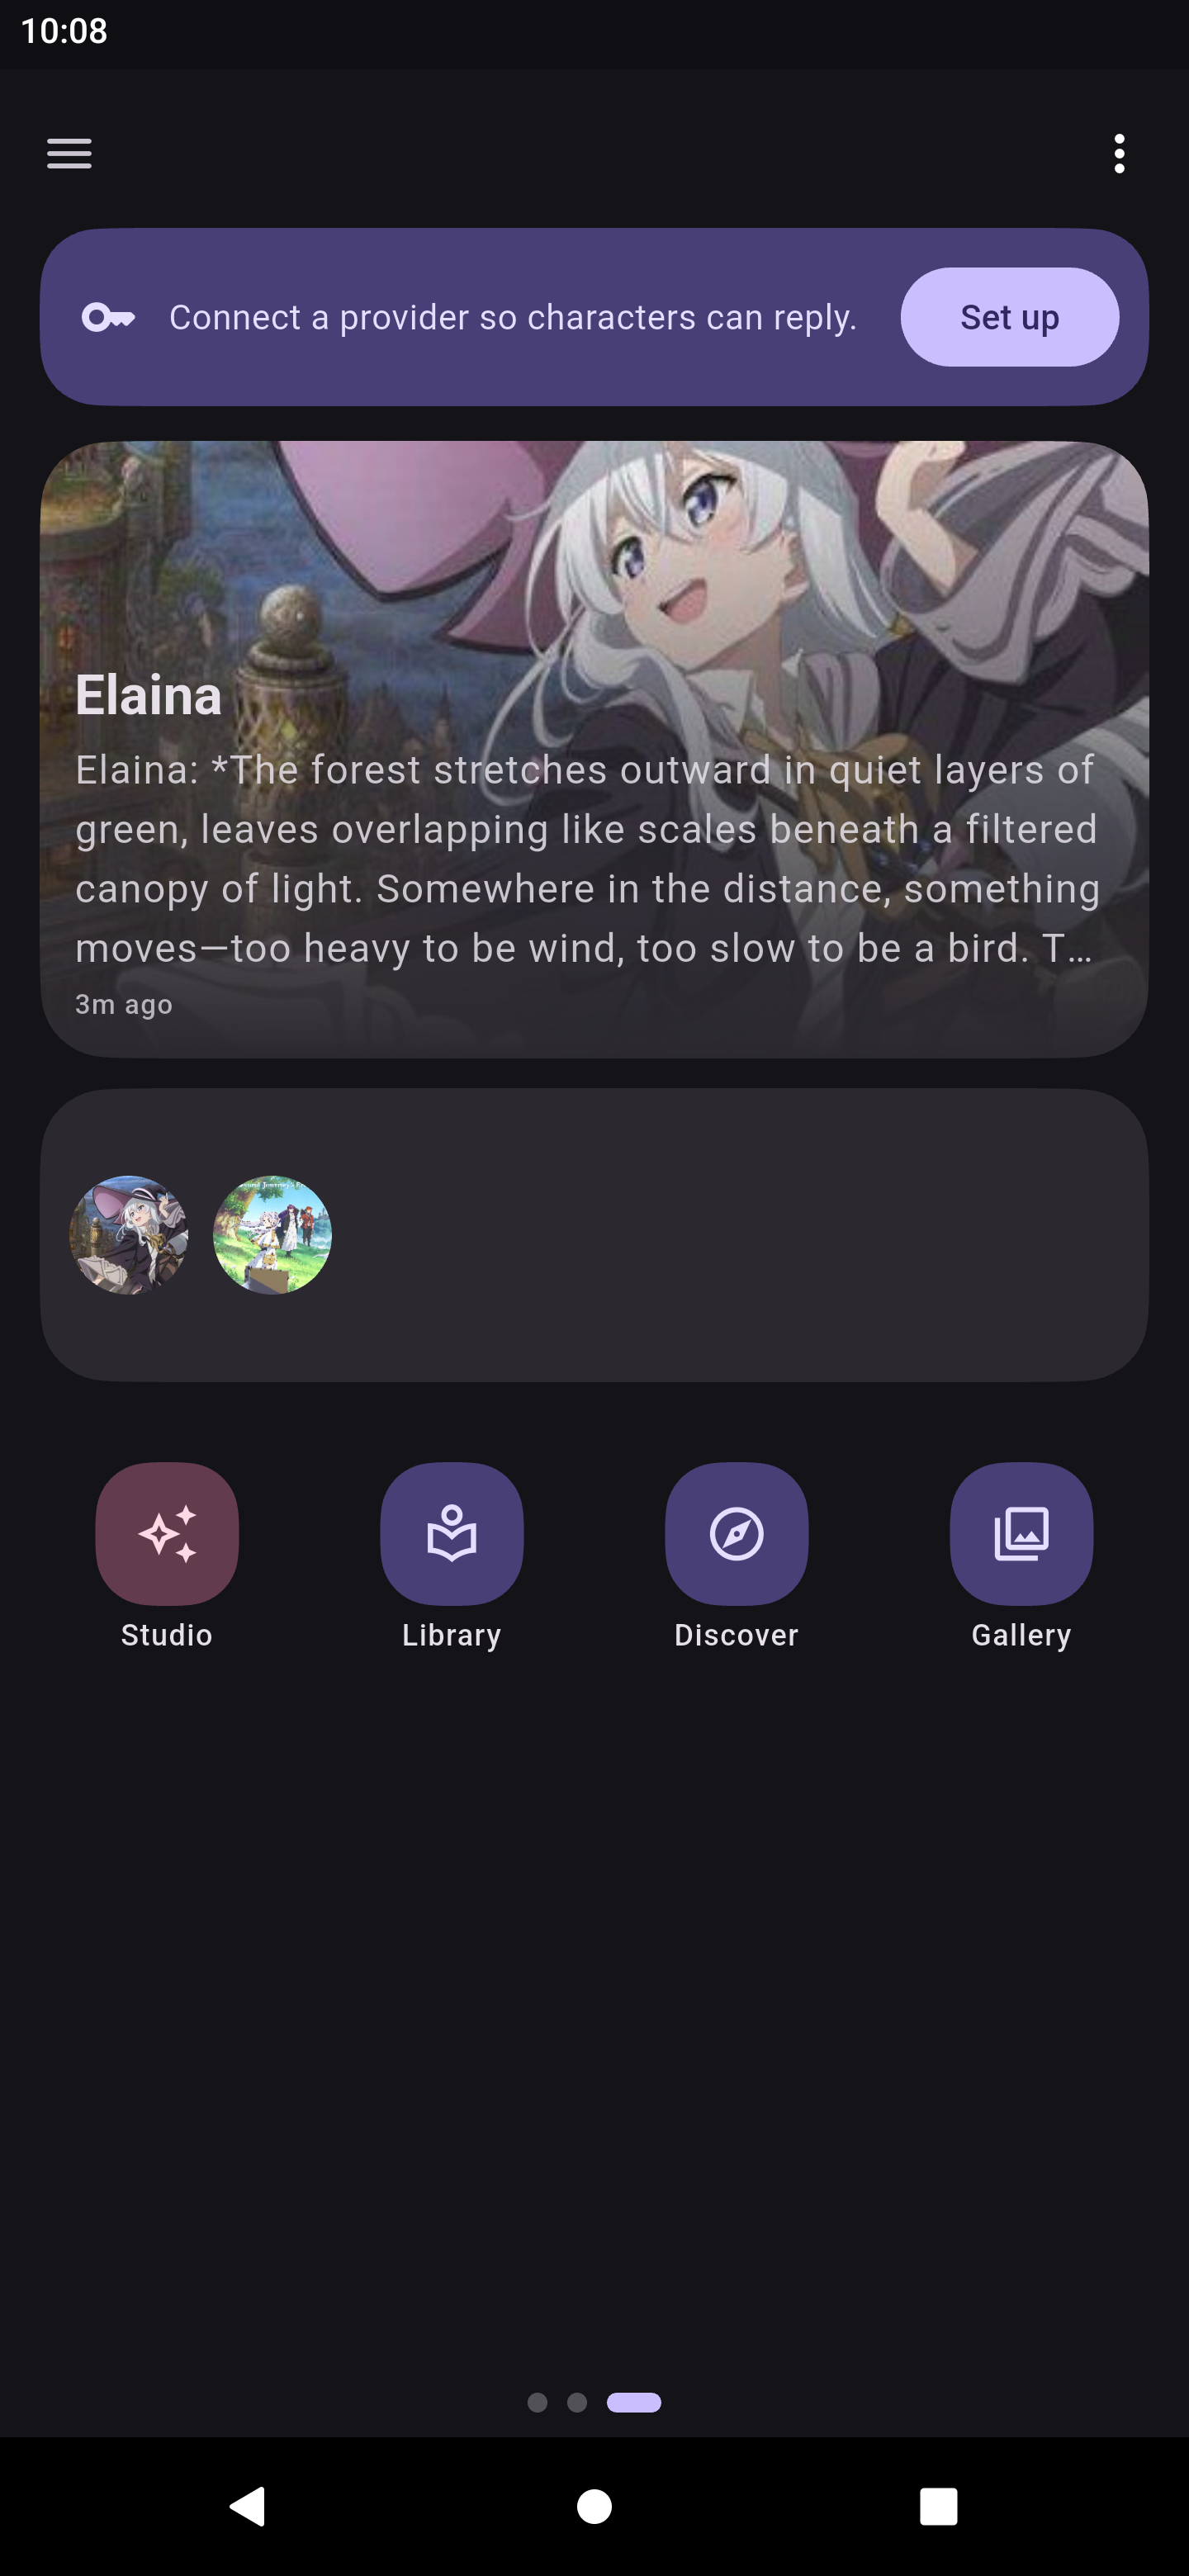 10:08
Connect a provider so characters can reply.
Set up
Elaina
Elaina: *The forest stretches outward in quiet layers of
green, leaves overlapping like scales beneath a filtered
canopy of light. Somewhere in the distance, something
moves—too heavy to be wind, too slow to be a bird. T…
3m ago
Studio
Library
Discover
Gallery